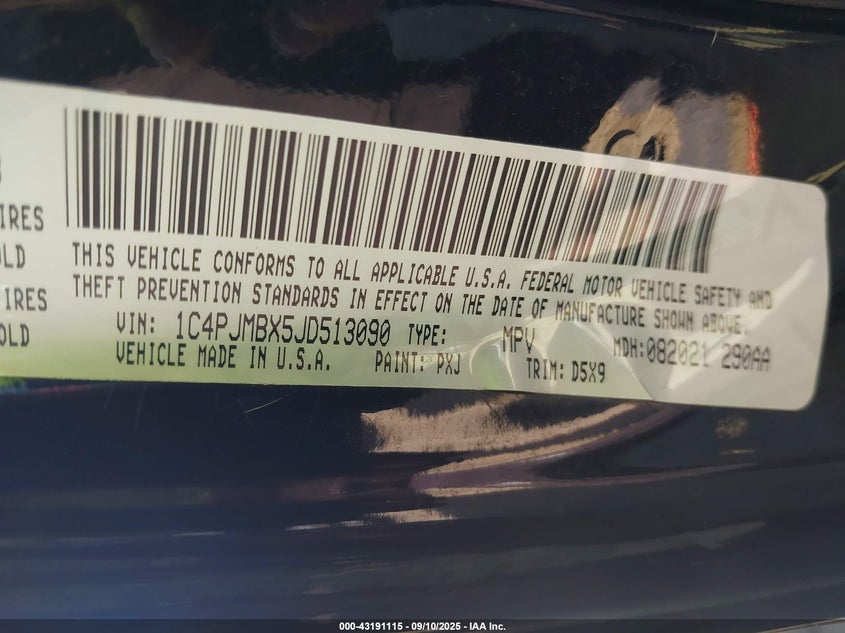 IRES
OLD
IRES
OLD
THIS VEHICLE CONFORMS TO ALL APPLICABLE U.S.A. FEDERAL MOTOR VEHICLE SAFETY AND
THEFT PREVENTION STANDARDS IN EFFECT ON THE DATE OF MANUFACTURE SHOWN ABOVE.
VIN: 1C4PJMBX5JD513090 TYPE: MPV MDH:082021 290AA
VEHICLE MADE IN U.S.A. PAINT: PXJ TRIM: D5X9
000-43191115 - 09/10/2025 - IAA Inc.